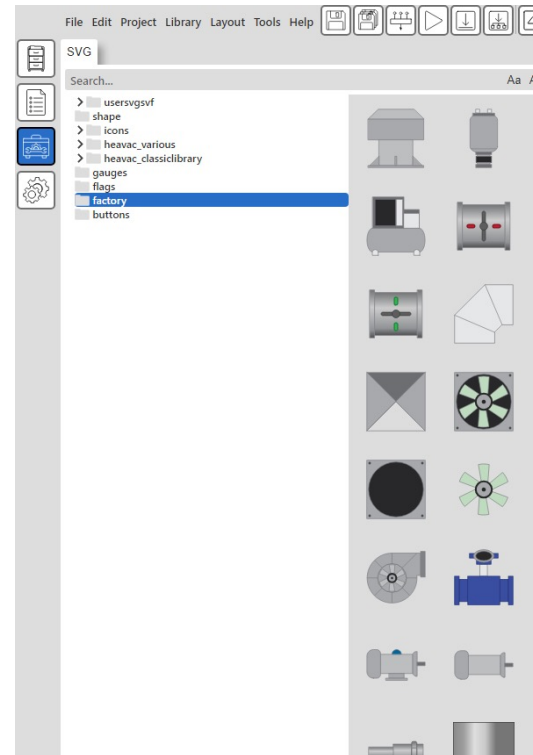 File Edit Project Library Layout Tools Help
SVG
Search...
Aa
usersvgsvf
shape
icons
heavac_various
heavac_classiclibrary
gauges
flags
factory
buttons